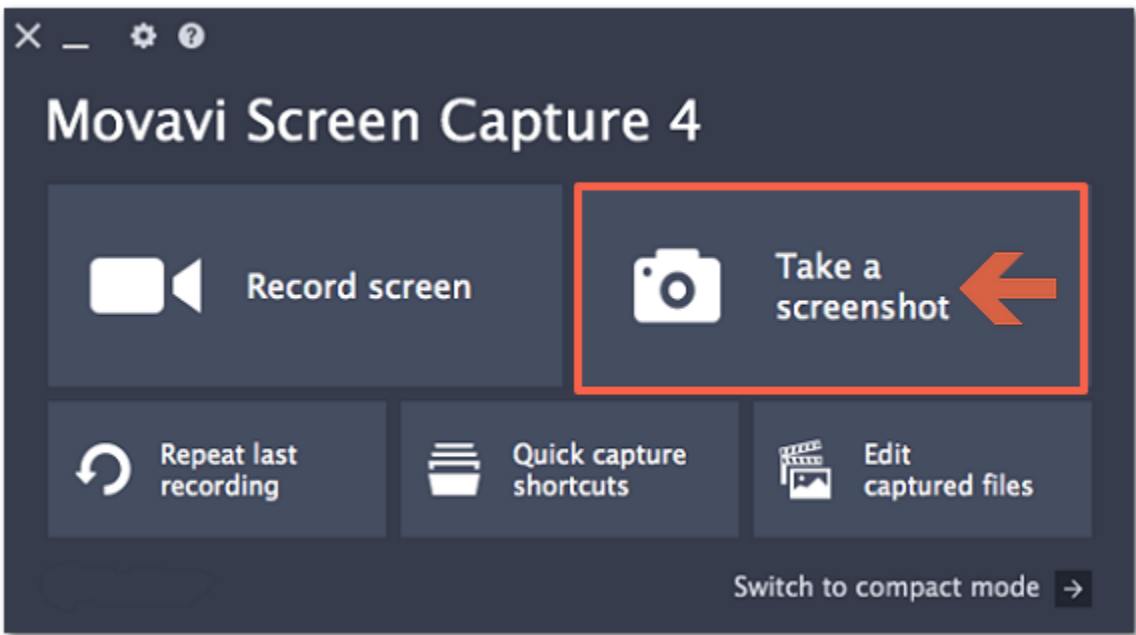 Movavi Screen Capture 4
Record screen
Take a
screenshot
Repeat last
recording
Quick capture
shortcuts
Edit
captured files
Switch to compact mode